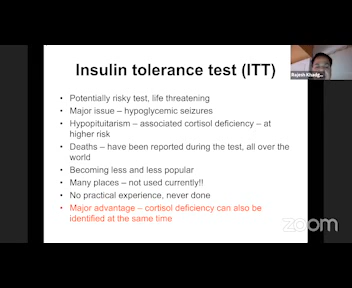 Insulin tolerance test (ITT)
Rajesh Khadg...
• Potentially risky test, life threatening
• Major issue – hypoglycemic seizures
• Hypopituitarism – associated cortisol deficiency – at
higher risk
• Deaths – have been reported during the test, all over the
world
• Becoming less and less popular
• Many places – not used currently!!
• No practical experience, never done
• Major advantage – cortisol deficiency can also be
identified at the same time
zoom